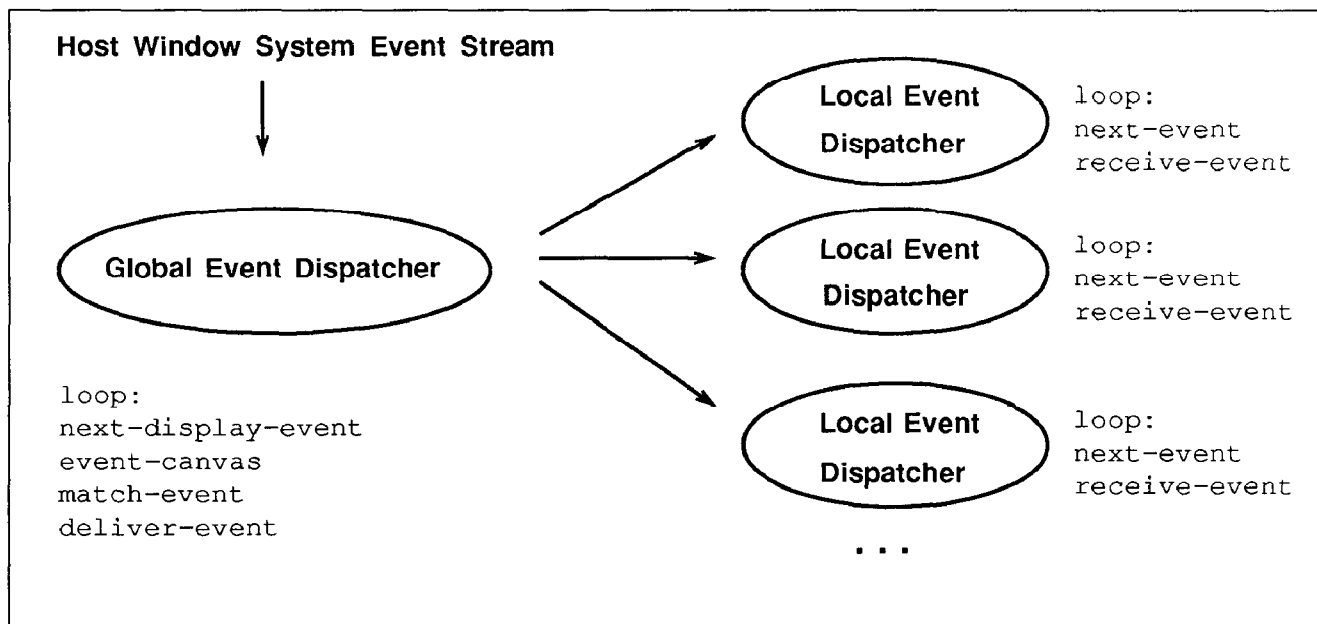 Host Window System Event Stream
Global Event Dispatcher
loop:
next-display-event
event-canvas
match-event
deliver-event
Local Event
Dispatcher
loop:
next-event
receive-event
Local Event
Dispatcher
loop:
next-event
receive-event
Local Event
Dispatcher
loop:
next-event
receive-event
...